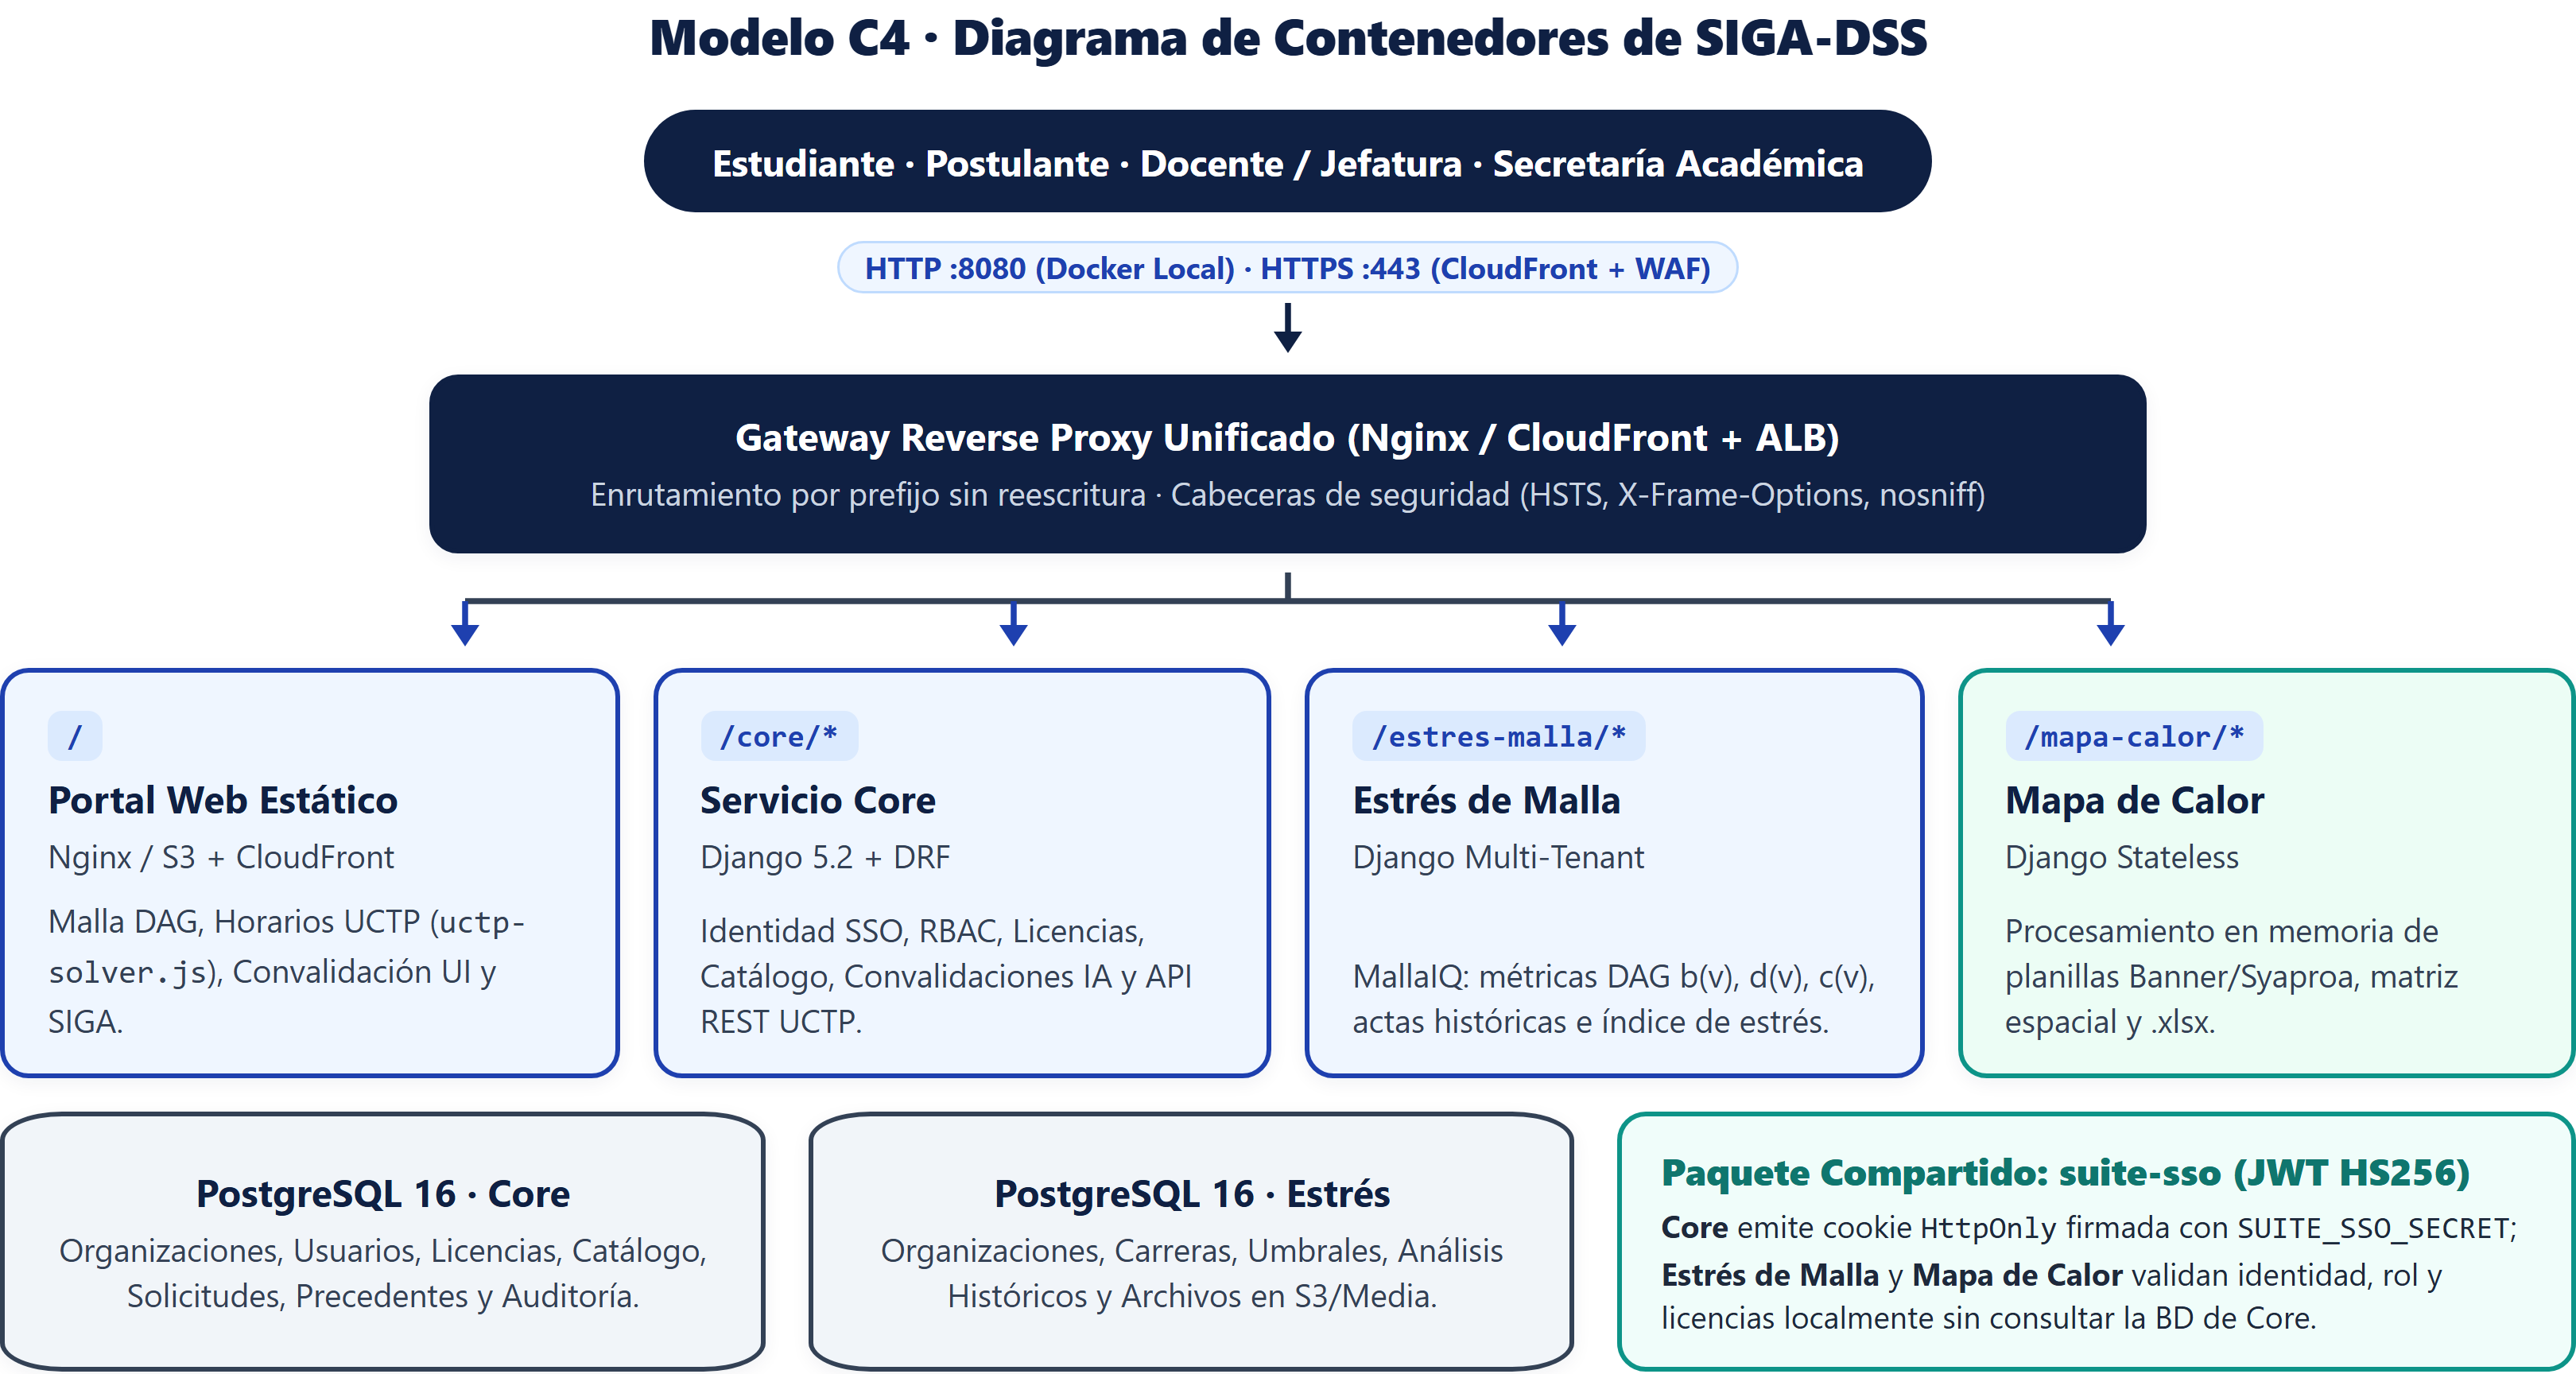 Modelo C4 · Diagrama de Contenedores de SIGA-DSS
Estudiante · Postulante · Docente / Jefatura · Secretaría Académica
HTTP :8080 (Docker Local) · HTTPS :443 (CloudFront + WAF)
Gateway Reverse Proxy Unificado (Nginx / CloudFront + ALB)
Enrutamiento por prefijo sin reescritura · Cabeceras de seguridad (HSTS, X-Frame-Options, nosniff)
/
Portal Web Estático
Nginx / S3 + CloudFront
Malla DAG, Horarios UCTP (uctp-
solver.js), Convalidación UI y
SIGA.
/core/*
Servicio Core
Django 5.2 + DRF
Identidad SSO, RBAC, Licencias,
Catálogo, Convalidaciones IA y API
REST UCTP.
/estres-malla/*
Estrés de Malla
Django Multi-Tenant
MallaIQ: métricas DAG b(v), d(v), c(v),
actas históricas e índice de estrés.
/mapa-calor/*
Mapa de Calor
Django Stateless
Procesamiento en memoria de
planillas Banner/Syaproa, matriz
espacial y .xlsx.
PostgreSQL 16 · Core
Organizaciones, Usuarios, Licencias, Catálogo,
Solicitudes, Precedentes y Auditoría.
PostgreSQL 16 · Estrés
Organizaciones, Carreras, Umbrales, Análisis
Históricos y Archivos en S3/Media.
Paquete Compartido: suite-sso (JWT HS256)
Core emite cookie HttpOnly firmada con SUITE_SSO_SECRET;
Estrés de Malla y Mapa de Calor validan identidad, rol y
licencias localmente sin consultar la BD de Core.